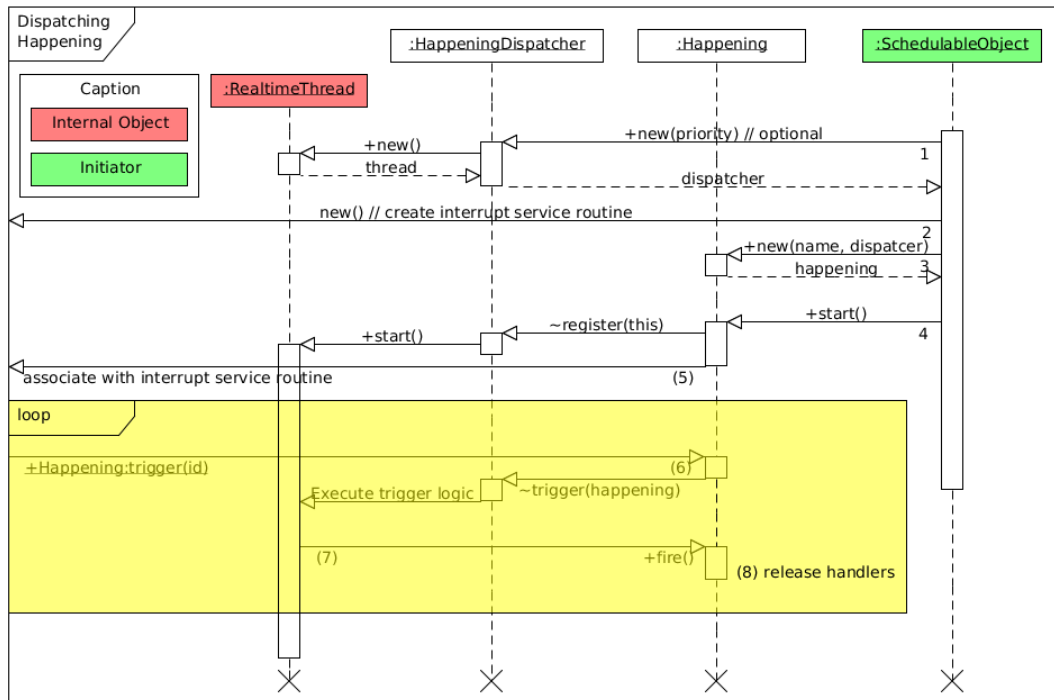 Dispatching
Happening
:HappeningDispatcher
:Happening
:SchedulableObject
Caption
Internal Object
Initiator
:RealtimeThread
+new(priority) // optional
1
+new()
thread
dispatcher
new() // create interrupt service routine
2
+new(name, dispatcer)
3
happening
+start()
4
~register(this)
+start()
associate with interrupt service routine
(5)
loop
+Happening:trigger(id)
(6)
~trigger(happening)
Execute trigger logic
(7)
+fire()
(8) release handlers